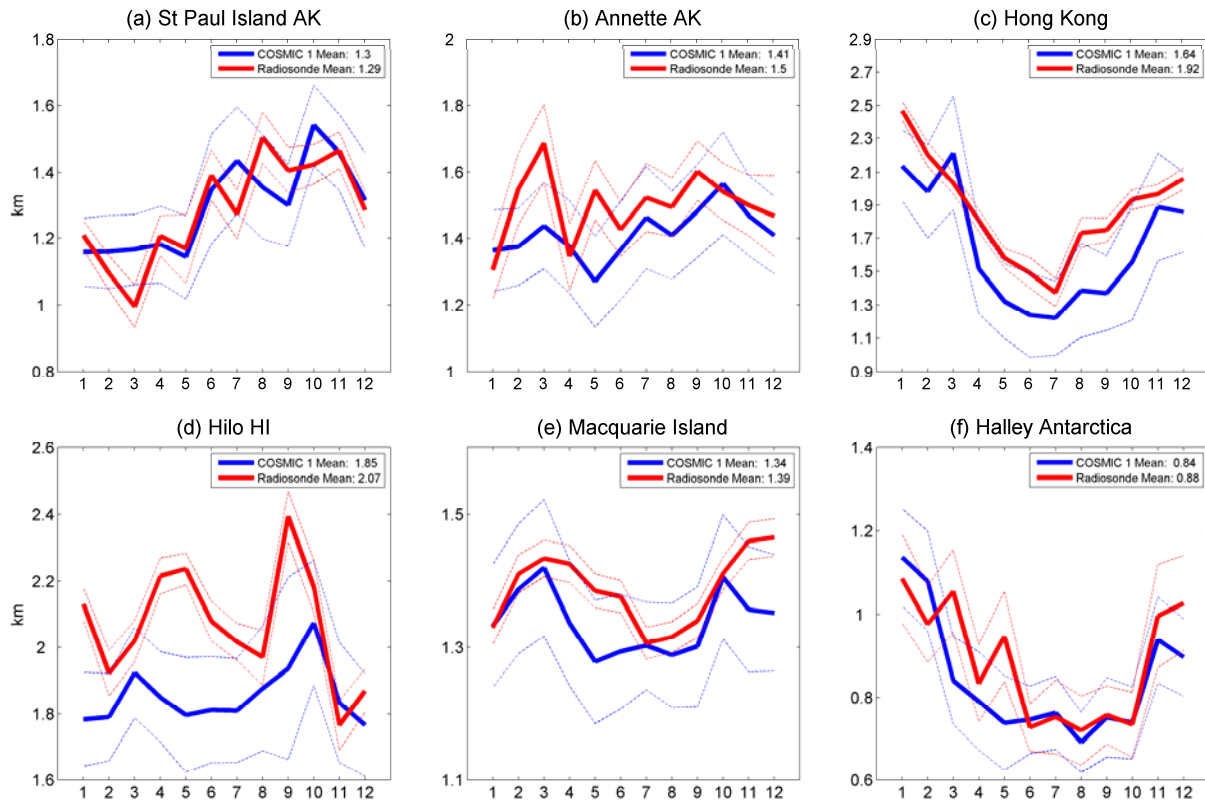 (a) St Paul Island AK
1.8
1.6
1.4
1.2
1
0.8
km
COSMIC 1 Mean: 1.3
Radiosonde Mean: 1.29
1 2 3 4 5 6 7 8 9 10 11 12
(b) Annette AK
2
1.8
1.6
1.4
1.2
1
COSMIC 1 Mean: 1.41
Radiosonde Mean: 1.5
1 2 3 4 5 6 7 8 9 10 11 12
(c) Hong Kong
2.9
2.7
2.5
2.3
2.1
1.9
1.7
1.5
1.3
1.1
0.9
COSMIC 1 Mean: 1.64
Radiosonde Mean: 1.92
1 2 3 4 5 6 7 8 9 10 11 12
(d) Hilo HI
2.6
2.4
2.2
2
1.8
1.6
km
COSMIC 1 Mean: 1.85
Radiosonde Mean: 2.07
1 2 3 4 5 6 7 8 9 10 11 12
(e) Macquarie Island
1.5
1.3
1.1
COSMIC 1 Mean: 1.34
Radiosonde Mean: 1.39
1 2 3 4 5 6 7 8 9 10 11 12
(f) Halley Antarctica
1.4
1.2
1
0.8
0.6
COSMIC 1 Mean: 0.84
Radiosonde Mean: 0.88
1 2 3 4 5 6 7 8 9 10 11 12